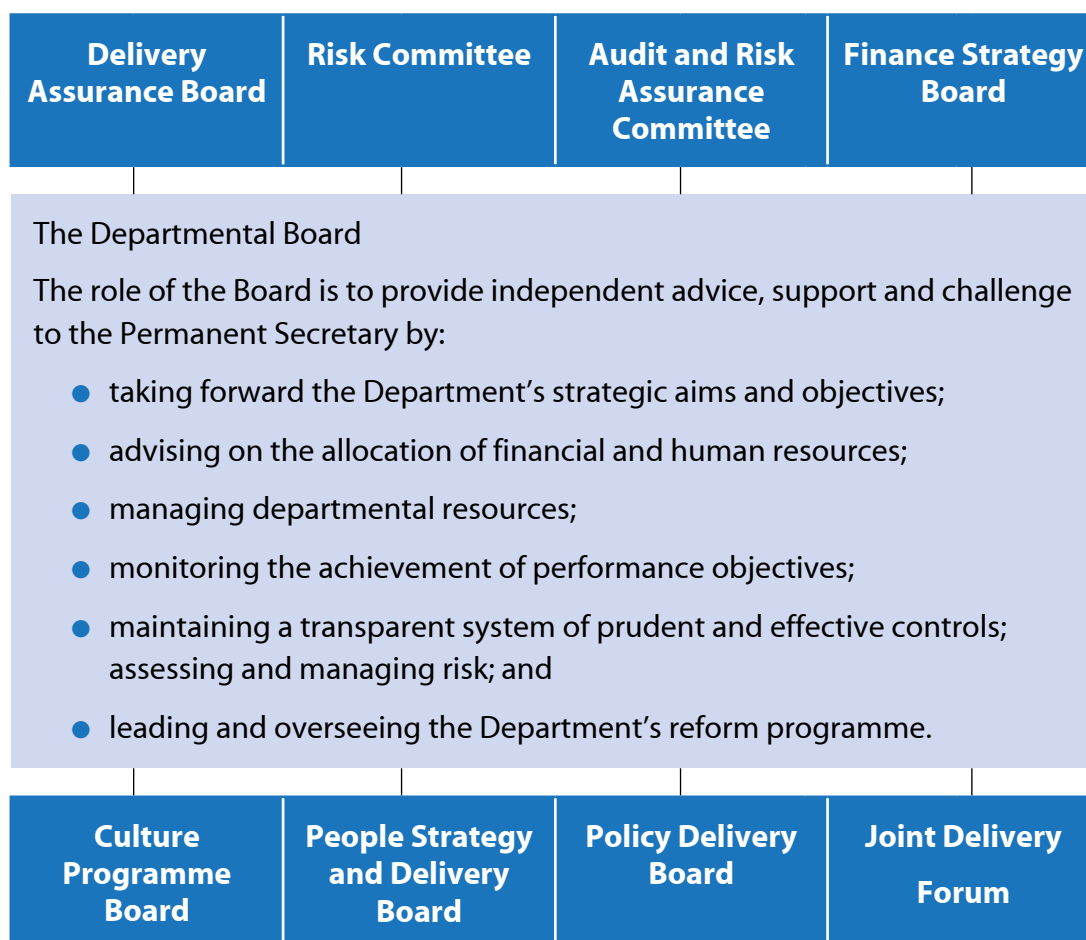 Delivery
Assurance Board
Risk Committee
Audit and Risk
Assurance
Committee
Finance Strategy
Board
The Departmental Board
The role of the Board is to provide independent advice, support and challenge
to the Permanent Secretary by:
● taking forward the Department’s strategic aims and objectives;
● advising on the allocation of financial and human resources;
● managing departmental resources;
● monitoring the achievement of performance objectives;
● maintaining a transparent system of prudent and effective controls;
assessing and managing risk; and
● leading and overseeing the Department’s reform programme.
Culture
Programme
Board
People Strategy
and Delivery
Board
Policy Delivery
Board
Joint Delivery
Forum